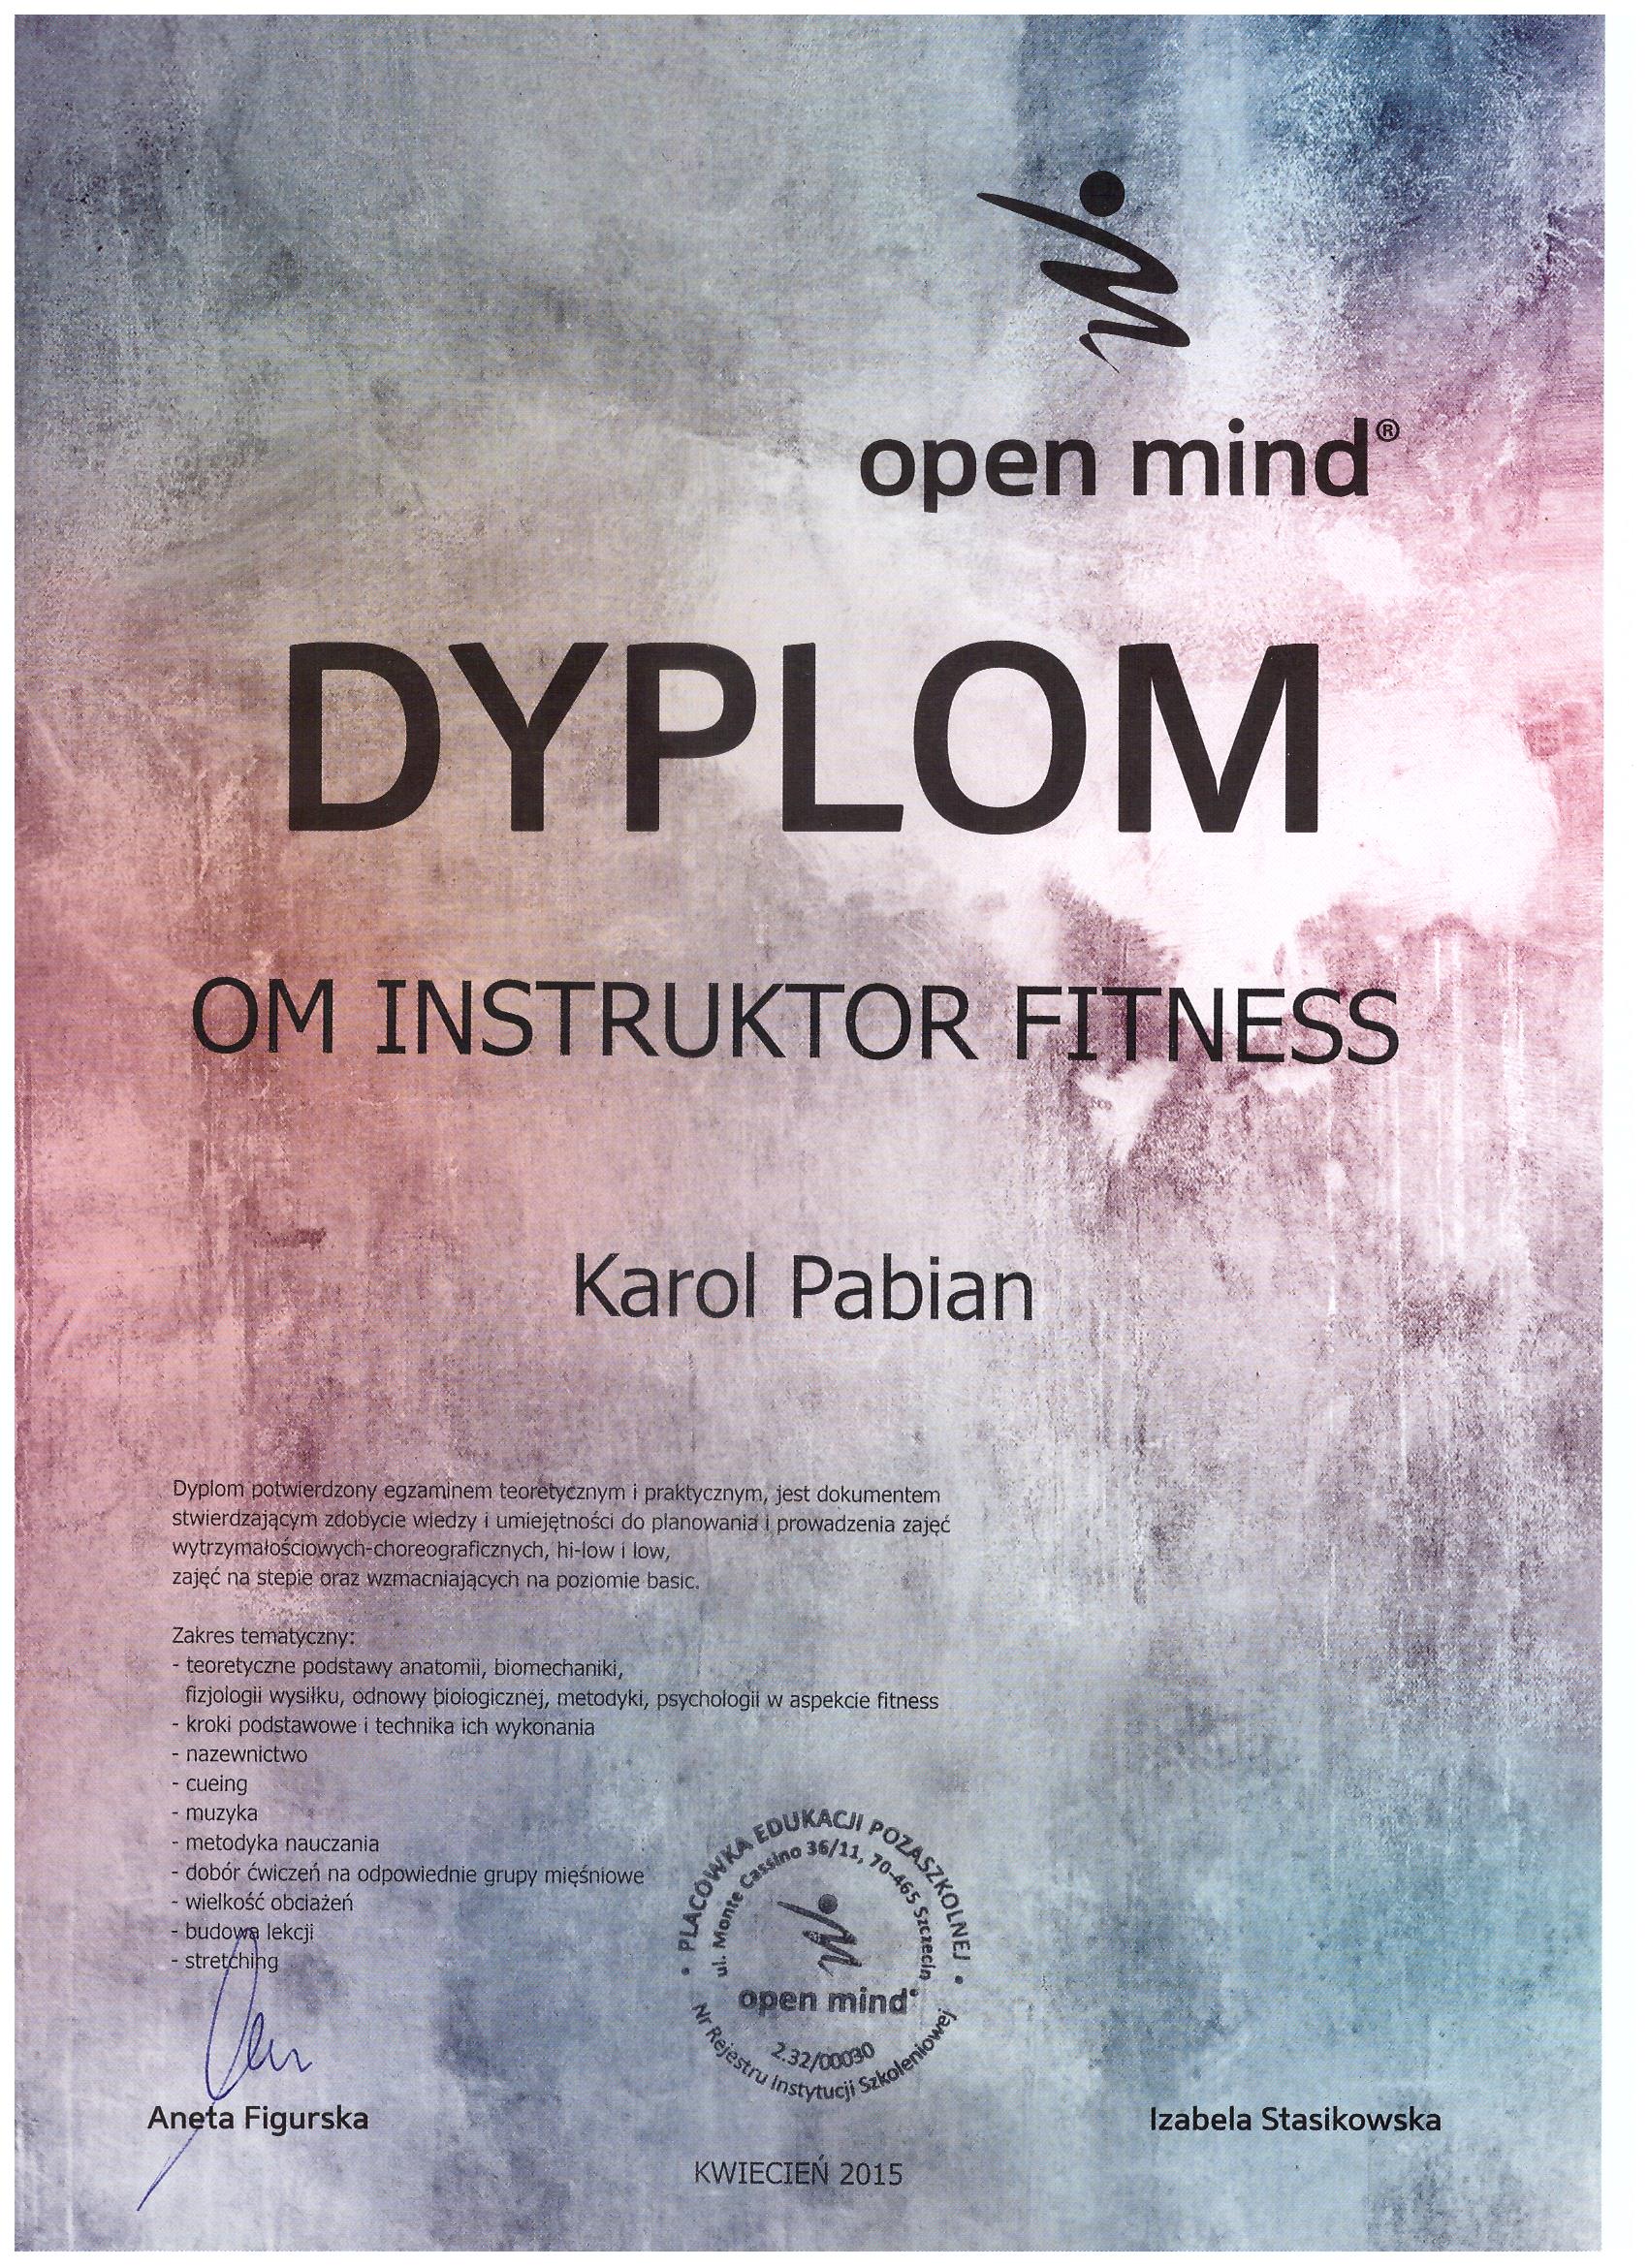 open mind®
DYPLOM
OM INSTRUKTOR FITNESS
Karol Pabian
Dyplom potwierdzony egzaminem teoretycznym i praktycznym, jest dokumentem
stwierdzającym zdobycie wiedzy i umiejętności do planowania i prowadzenia zajęć
wytrzymałościowych-choreograficznych, hi-low i low,
zajęć na stepie oraz wzmacniających na poziomie basic.
Zakres tematyczny:
- teoretyczne podstawy anatomii, biomechaniki,
fizjologii wysiłku, odnowy biologicznej, metodyki, psychologii w aspekcie fitness
- kroki podstawowe i technika ich wykonania
- nazewnictwo
- cueing
- muzyka
- metodyka nauczania
- dobór ćwiczeń na odpowiednie grupy mięśniowe
- wielkość obciażeń
- budowa lekcji
- stretching
• PLACÓWKA EDUKACJI POZASZKOLNEJ •
ul. Monte Cassino 36/11, 70-465 Szczecin
open mind®
2.32/00030
Nr Rejestru Instytucji Szkoleniowej
Aneta Figurska
Izabela Stasikowska
KWIECIEŃ 2015